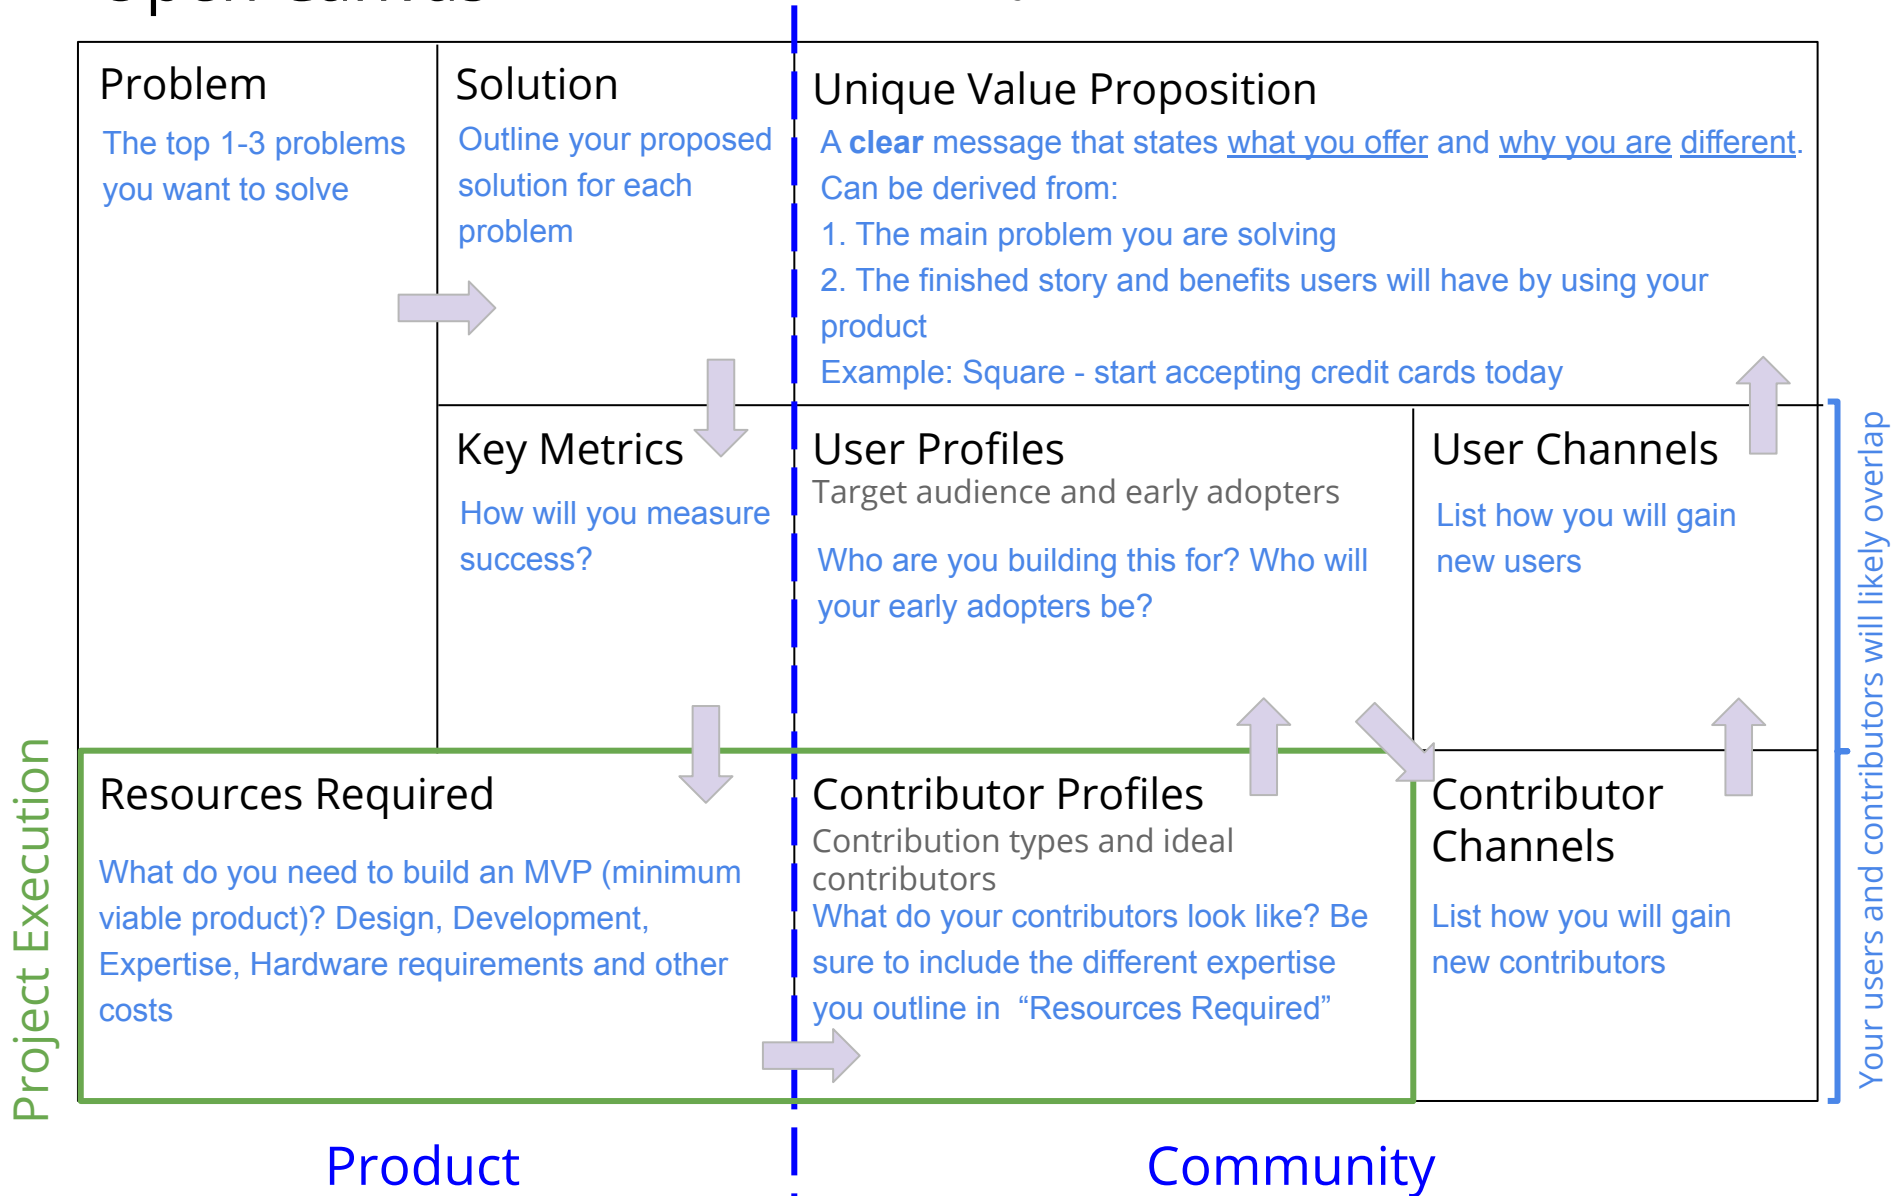 Open Canvas
Problem
The top 1-3 problems
you want to solve
Solution
Outline your proposed
solution for each
problem
Unique Value Proposition
A clear message that states what you offer and why you are different.
Can be derived from:
1. The main problem you are solving
2. The finished story and benefits users will have by using your
product
Example: Square - start accepting credit cards today
Key Metrics
How will you measure
success?
User Profiles
Target audience and early adopters
Who are you building this for? Who will
your early adopters be?
User Channels
List how you will gain
new users
Resources Required
What do you need to build an MVP (minimum
viable product)? Design, Development,
Expertise, Hardware requirements and other
costs
Contributor Profiles
Contribution types and ideal
contributors
What do your contributors look like? Be
sure to include the different expertise
you outline in “Resources Required”
Contributor
Channels
List how you will gain
new contributors
Project Execution
Your users and contributors will likely overlap
Product
Community